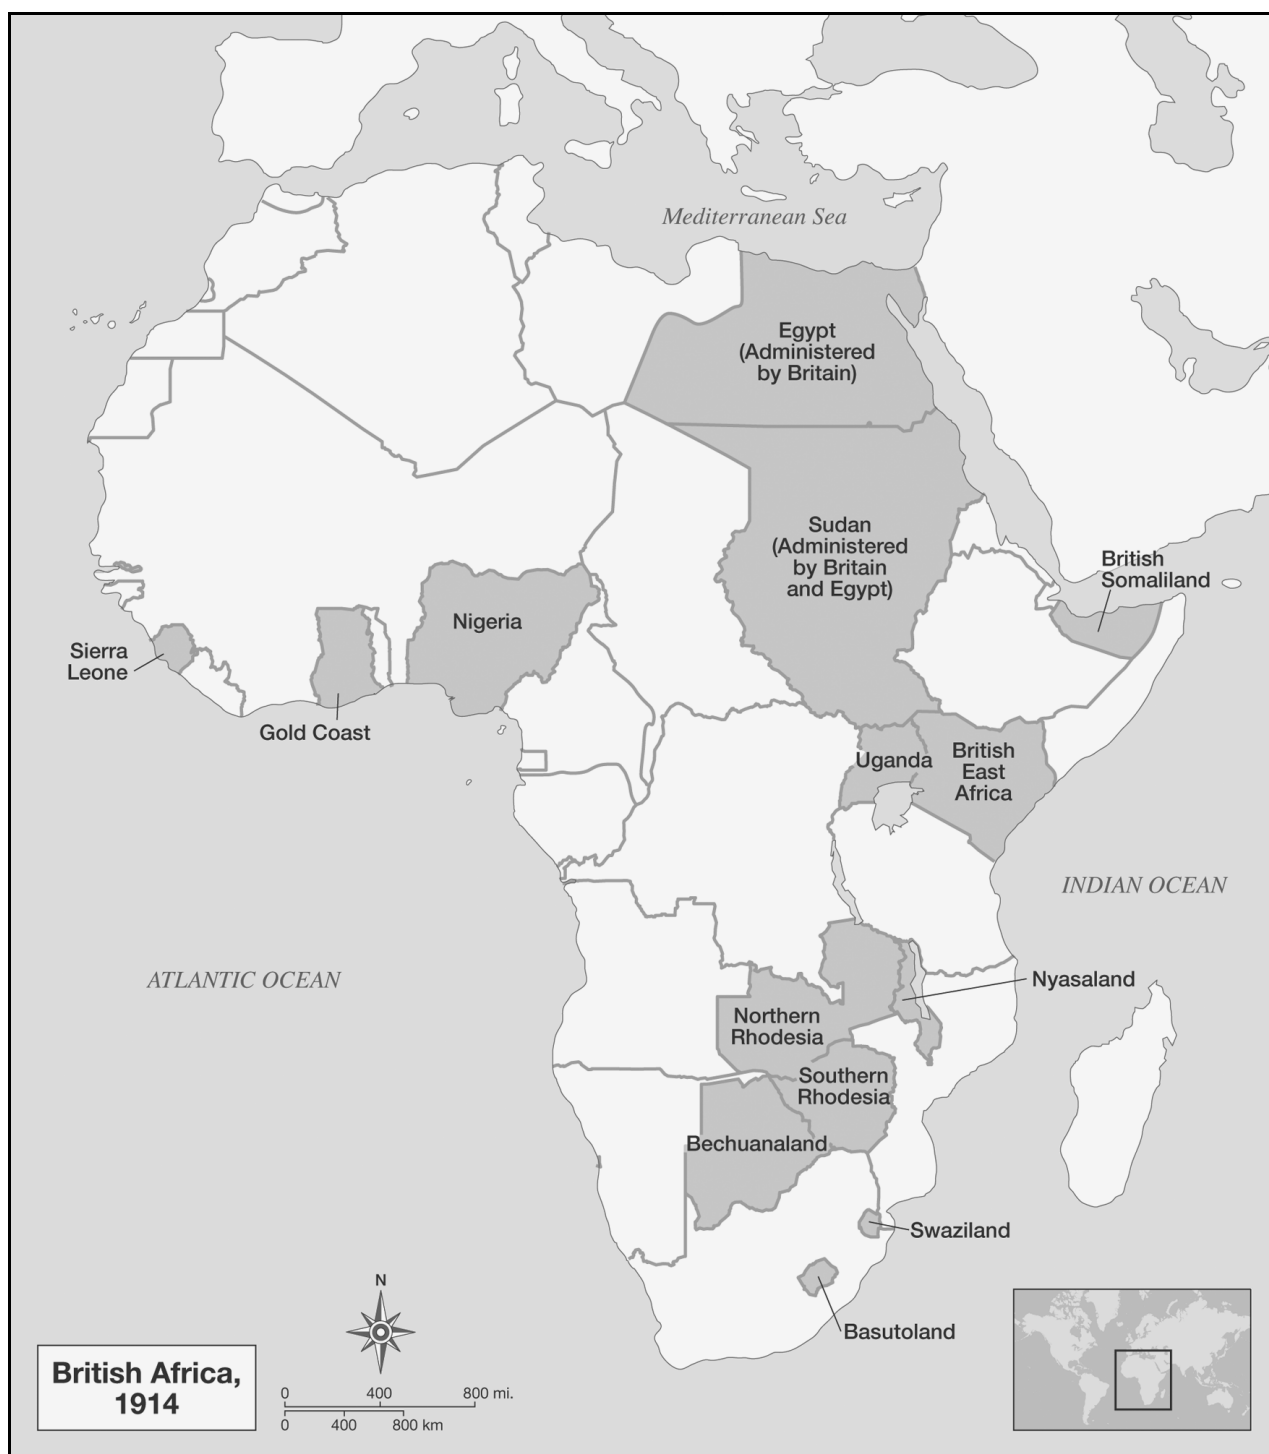 Mediterranean Sea
Egypt
(Administered
by Britain)
Sudan
(Administered
by Britain
and Egypt)
British
Somaliland
Nigeria
Sierra
Leone
Gold Coast
Uganda
British
East
Africa
INDIAN OCEAN
ATLANTIC OCEAN
Nyasaland
Northern
Rhodesia
Southern
Rhodesia
Bechuanaland
Swaziland
Basutoland
N
British Africa,
1914
0 400 800 mi.
0 400 800 km